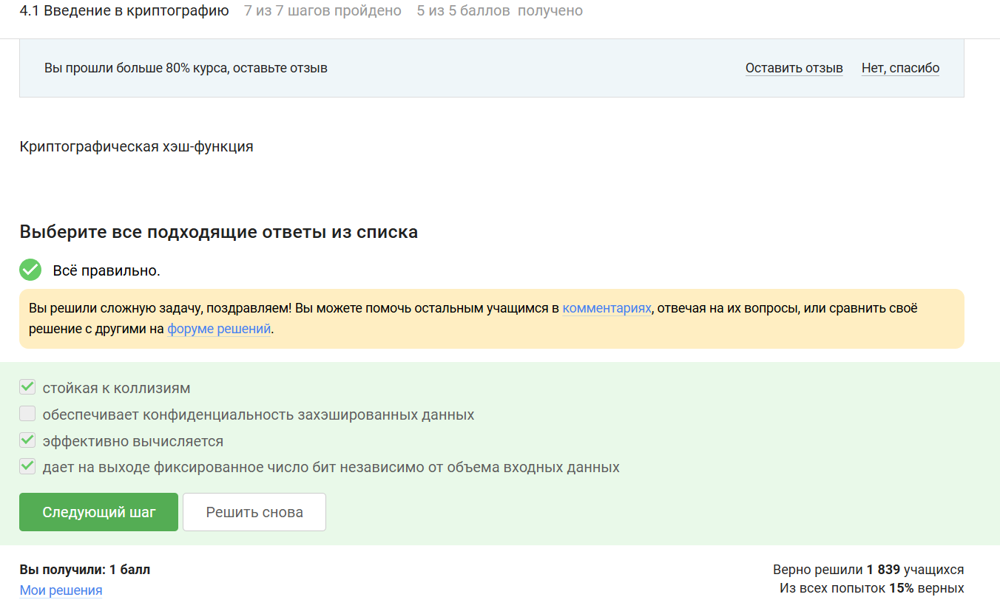 4.1 Введение в криптографию 7 из 7 шагов пройдено 5 из 5 баллов получено
Вы прошли больше 80% курса, оставьте отзыв Оставить отзыв Нет, спасибо
Криптографическая хэш-функция
Выберите все подходящие ответы из списка
Всё правильно.
Вы решили сложную задачу, поздравляем! Вы можете помочь остальным учащимся в комментариях, отвечая на их вопросы, или сравнить своё
решение с другими на форуме решений.
стойкая к коллизиям
обеспечивает конфиденциальность захэшированных данных
эффективно вычисляется
дает на выходе фиксированное число бит независимо от объема входных данных
Следующий шаг Решить снова
Вы получили: 1 балл Верно решили 1 839 учащихся
Мои решения Из всех попыток 15% верных